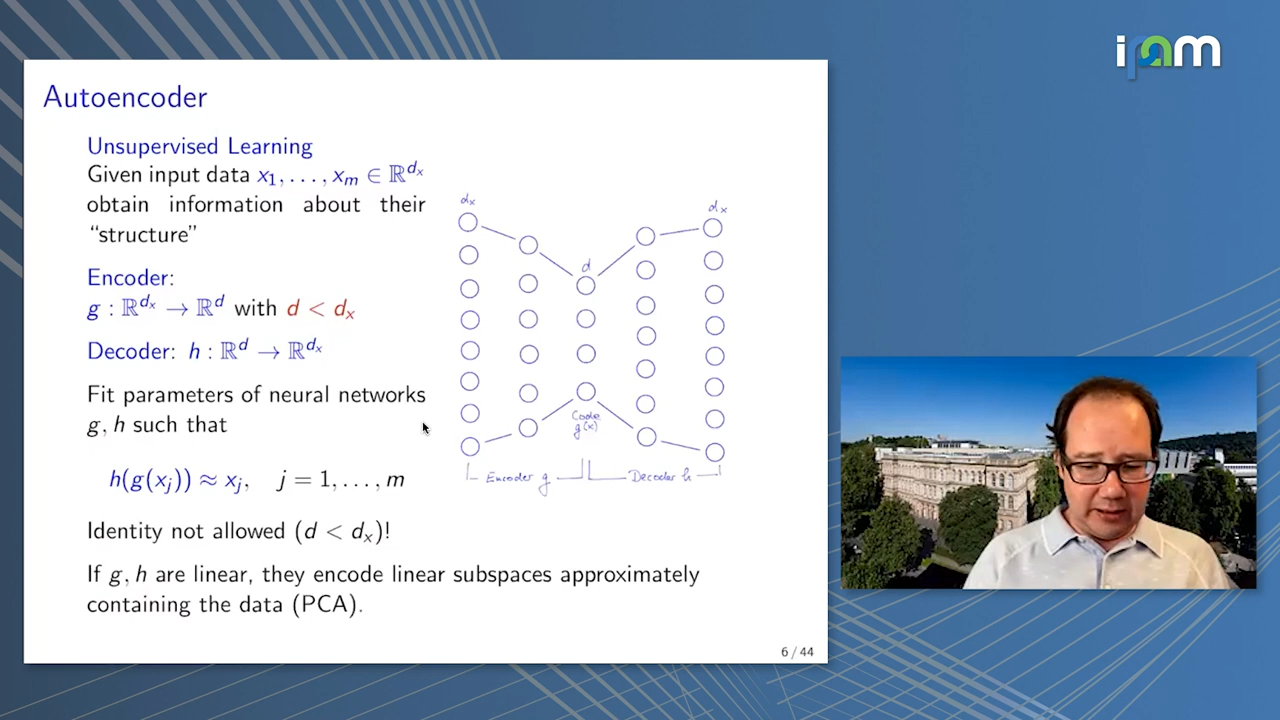 ipam
Autoencoder
Unsupervised Learning
Given input data x₁, . . . , xₘ ∈ ℝ^{dₓ}
obtain information about their
“structure”
Encoder:
g : ℝ^{dₓ} → ℝ^d with d < dₓ
Decoder: h : ℝ^d → ℝ^{dₓ}
Fit parameters of neural networks
g, h such that
h(g(xⱼ)) ≈ xⱼ, j = 1, . . . , m
Identity not allowed (d < dₓ)!
If g, h are linear, they encode linear subspaces approximately
containing the data (PCA).
dₓ
d
dₓ
Code
g(x)
Encoder g
Decoder h
6 / 44